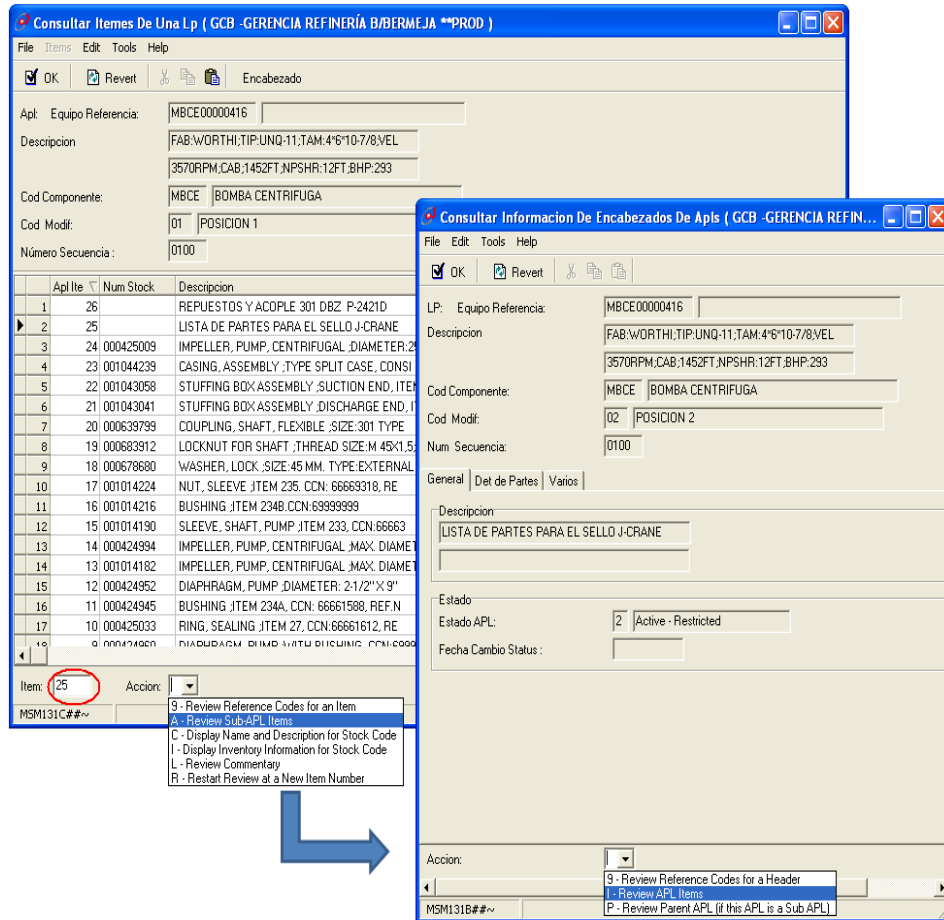 Consultar Itemes De Una Lp ( GCB -GERENCIA REFINERÍA B/BERMEJA **PROD )
File Items Edit Tools Help
OK Revert Encabezado
Apl: Equipo Referencia: MBCE00000416
Descripcion FAB:WORTHI;TIP:UNQ-11;TAM:4*6*10-7/8;VEL
3570RPM;CAB;1452FT;NPSHR:12FT;BHP:293
Cod Componente: MBCE BOMBA CENTRIFUGA
Cod Modif: 01 POSICION 1
Número Secuencia : 0100
Apl Ite Num Stock Descripcion
1 26 REPUESTOS Y ACOPLE 301 DBZ P-2421D
2 25 LISTA DE PARTES PARA EL SELLO J-CRANE
3 24 000425009 IMPELLER, PUMP, CENTRIFUGAL ;DIAMETER:
4 23 001044239 CASING, ASSEMBLY ;TYPE SPLIT CASE, CONSI
5 22 001043058 STUFFING BOX ASSEMBLY ;SUCTION END, ITE
6 21 001043041 STUFFING BOX ASSEMBLY ;DISCHARGE END,
7 20 000639799 COUPLING, SHAFT, FLEXIBLE ;SIZE:301 TYPE
8 19 000683912 LOCKNUT FOR SHAFT ;THREAD SIZE:M 45X1,5;
9 18 000678680 WASHER, LOCK ;SIZE:45 MM. TYPE:EXTERNAL
10 17 001014224 NUT, SLEEVE ;ITEM 235. CCN: 66669318, RE
11 16 001014216 BUSHING ;ITEM 234B.CCN:69999999
12 15 001014190 SLEEVE, SHAFT, PUMP ;ITEM 233, CCN:66663
13 14 000424994 IMPELLER, PUMP, CENTRIFUGAL ;MAX. DIAMET
14 13 001014182 IMPELLER, PUMP, CENTRIFUGAL ;MAX. DIAMET
15 12 000424952 DIAPHRAGM, PUMP ;DIAMETER: 2-1/2" X 9"
16 11 000424945 BUSHING ;ITEM 234A, CCN: 66661588, REF.N
17 10 000425033 RING, SEALING ;ITEM 27, CCN:66661612, RE
18 9 000424960 DIAPHRAGM, PUMP ;WITH BUSHING, CCN:6999
Item: 25 Accion:
9 - Review Reference Codes for an Item
A - Review Sub-APL Items
C - Display Name and Description for Stock Code
I - Display Inventory Information for Stock Code
L - Review Commentary
R - Restart Review at a New Item Number
MSM131C##~
Consultar Informacion De Encabezados De Apls ( GCB -GERENCIA REFIN...
File Edit Tools Help
OK Revert
LP: Equipo Referencia: MBCE00000416
Descripcion FAB:WORTHI;TIP:UNQ-11;TAM:4*6*10-7/8;VEL
3570RPM;CAB;1452FT;NPSHR:12FT;BHP:293
Cod Componente: MBCE BOMBA CENTRIFUGA
Cod Modif: 02 POSICION 2
Num Secuencia: 0100
General Det de Partes Varios
Descripcion
LISTA DE PARTES PARA EL SELLO J-CRANE
Estado
Estado APL: 2 Active - Restricted
Fecha Cambio Status :
Accion:
9 - Review Reference Codes for a Header
I - Review APL Items
P - Review Parent APL (if this APL is a Sub APL)
MSM131B##~